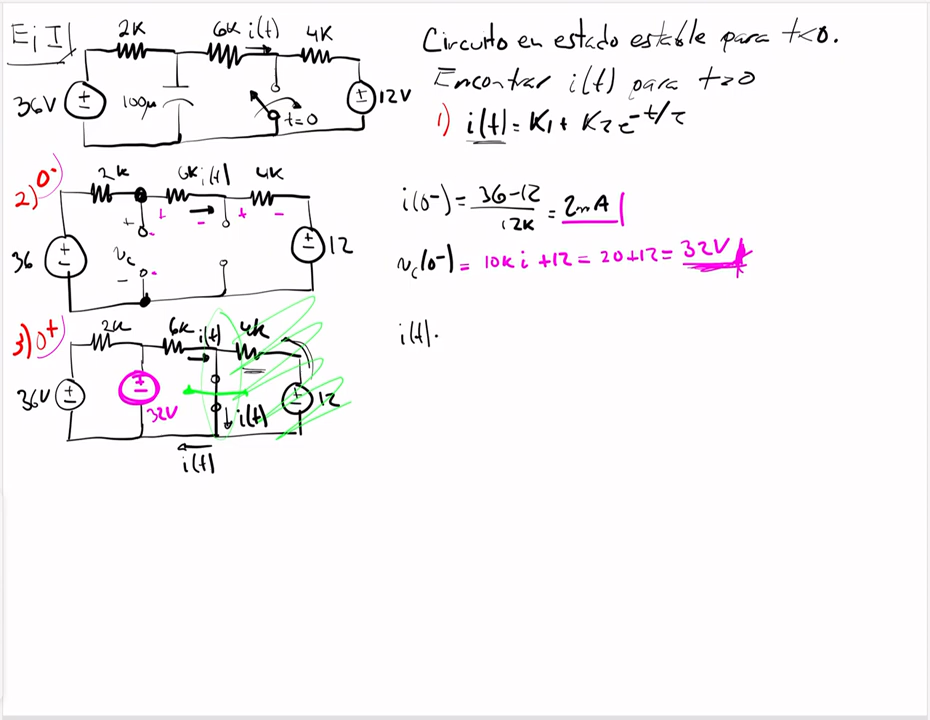 Ej I
2K 6K i(t) 4K
36V 100μ t=0 12V
Circuito en estado estable para t<0.
Encontrar i(t) para t>0
1) i(t) = K1 + K2 e^-t/τ
2) 0-
2K 6K i(t) 4K
36 + vc - 12
i(0-) = 36-12 / 12K = 2mA
vc(0-) = 10K i + 12 = 20 + 12 = 32V
3) 0+
2K 6K i(t) 4K
36V 32V i(t) 12
i(t)
i(t).